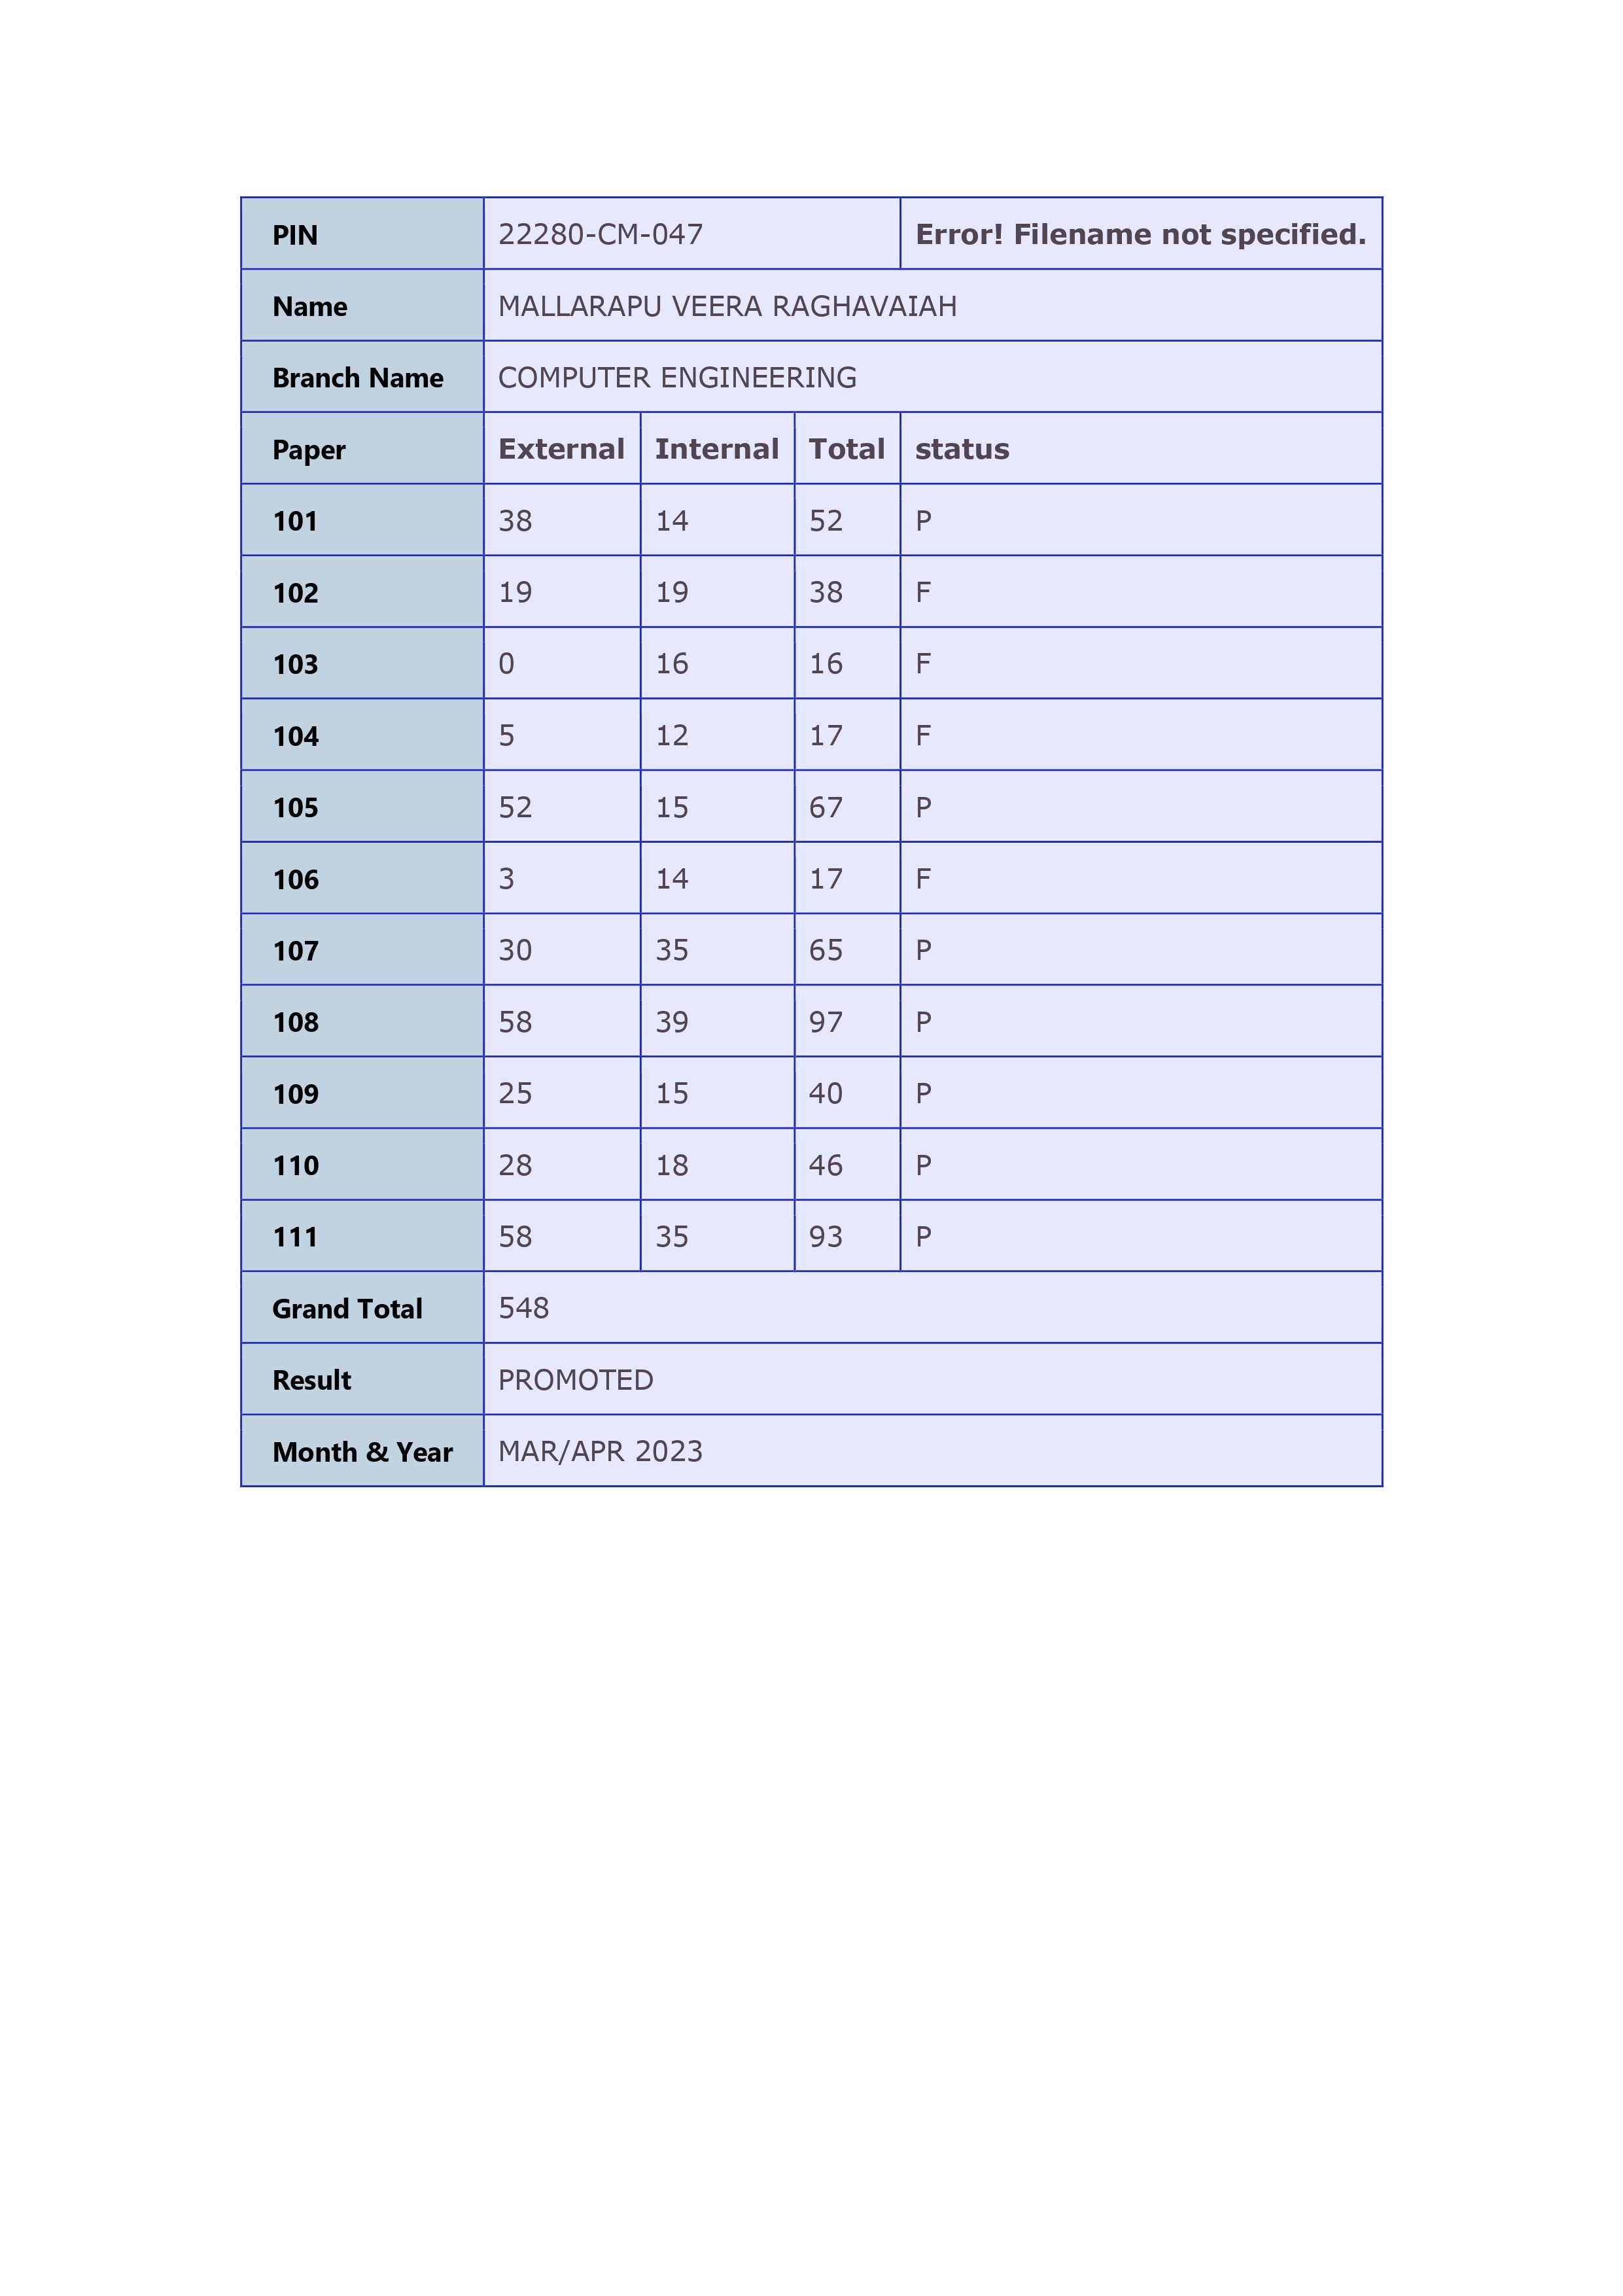 PIN 22280-CM-047 Error! Filename not specified.
Name MALLARAPU VEERA RAGHAVAIAH
Branch Name COMPUTER ENGINEERING
Paper External Internal Total status
101 38 14 52 P
102 19 19 38 F
103 0 16 16 F
104 5 12 17 F
105 52 15 67 P
106 3 14 17 F
107 30 35 65 P
108 58 39 97 P
109 25 15 40 P
110 28 18 46 P
111 58 35 93 P
Grand Total 548
Result PROMOTED
Month & Year MAR/APR 2023